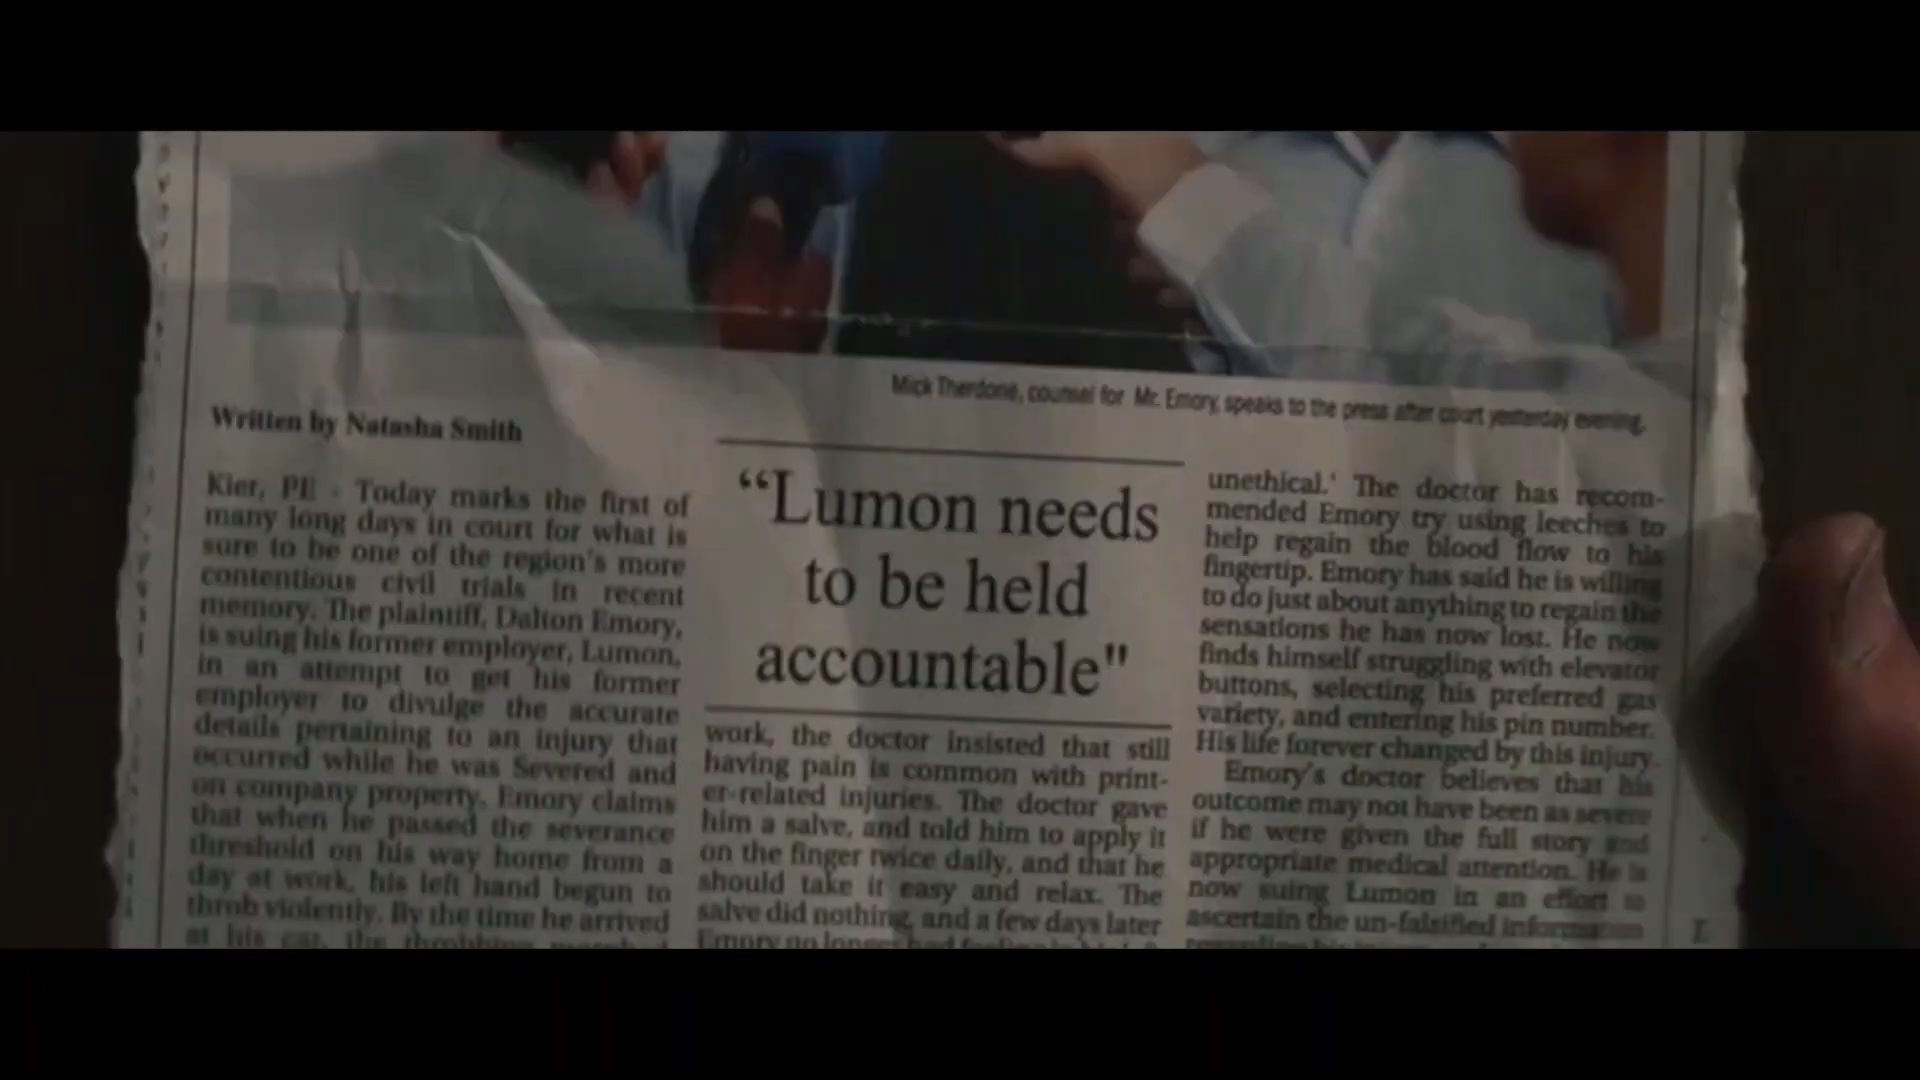 Mick Therdone, counsel for Mr. Emory, speaks to the press after court yesterday evening.
Written by Natasha Smith
Kier, PE - Today marks the first of
many long days in court for what is
sure to be one of the region's more
contentious civil trials in recent
memory. The plaintiff, Dalton Emory,
is suing his former employer, Lumon,
in an attempt to get his former
employer to divulge the accurate
details pertaining to an injury that
occurred while he was Severed and
on company property. Emory claims
that when he passed the severance
threshold on his way home from a
day at work, his left hand begun to
throb violently. By the time he arrived
at his car, the throbbing
“Lumon needs
to be held
accountable"
work, the doctor insisted that still
having pain is common with print-
er-related injuries. The doctor gave
him a salve, and told him to apply it
on the finger twice daily, and that he
should take it easy and relax. The
salve did nothing, and a few days later
Emory no longer had feeling in
unethical.' The doctor has recom-
mended Emory try using leeches to
help regain the blood flow to his
fingertip. Emory has said he is willing
to do just about anything to regain the
sensations he has now lost. He now
finds himself struggling with elevator
buttons, selecting his preferred gas
variety, and entering his pin number.
His life forever changed by this injury.
Emory's doctor believes that his
outcome may not have been as severe
if he were given the full story and
appropriate medical attention. He is
now suing Lumon in an effort to
ascertain the un-falsified information